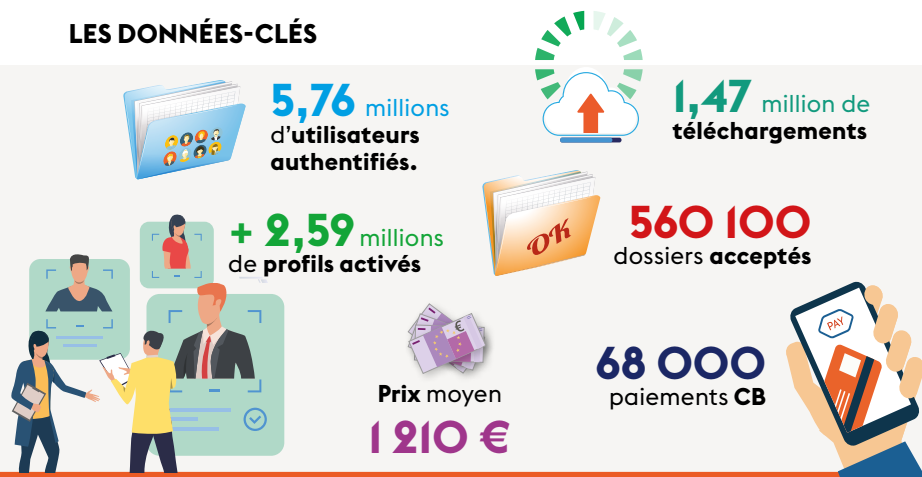 LES DONNÉES-CLÉS
5,76 millions
d'utilisateurs
authentifiés.
1,47 million de
téléchargements
+ 2,59 millions
de profils activés
OK
560 100
dossiers acceptés
€
Prix moyen
1 210 €
68 000
paiements CB
PAY